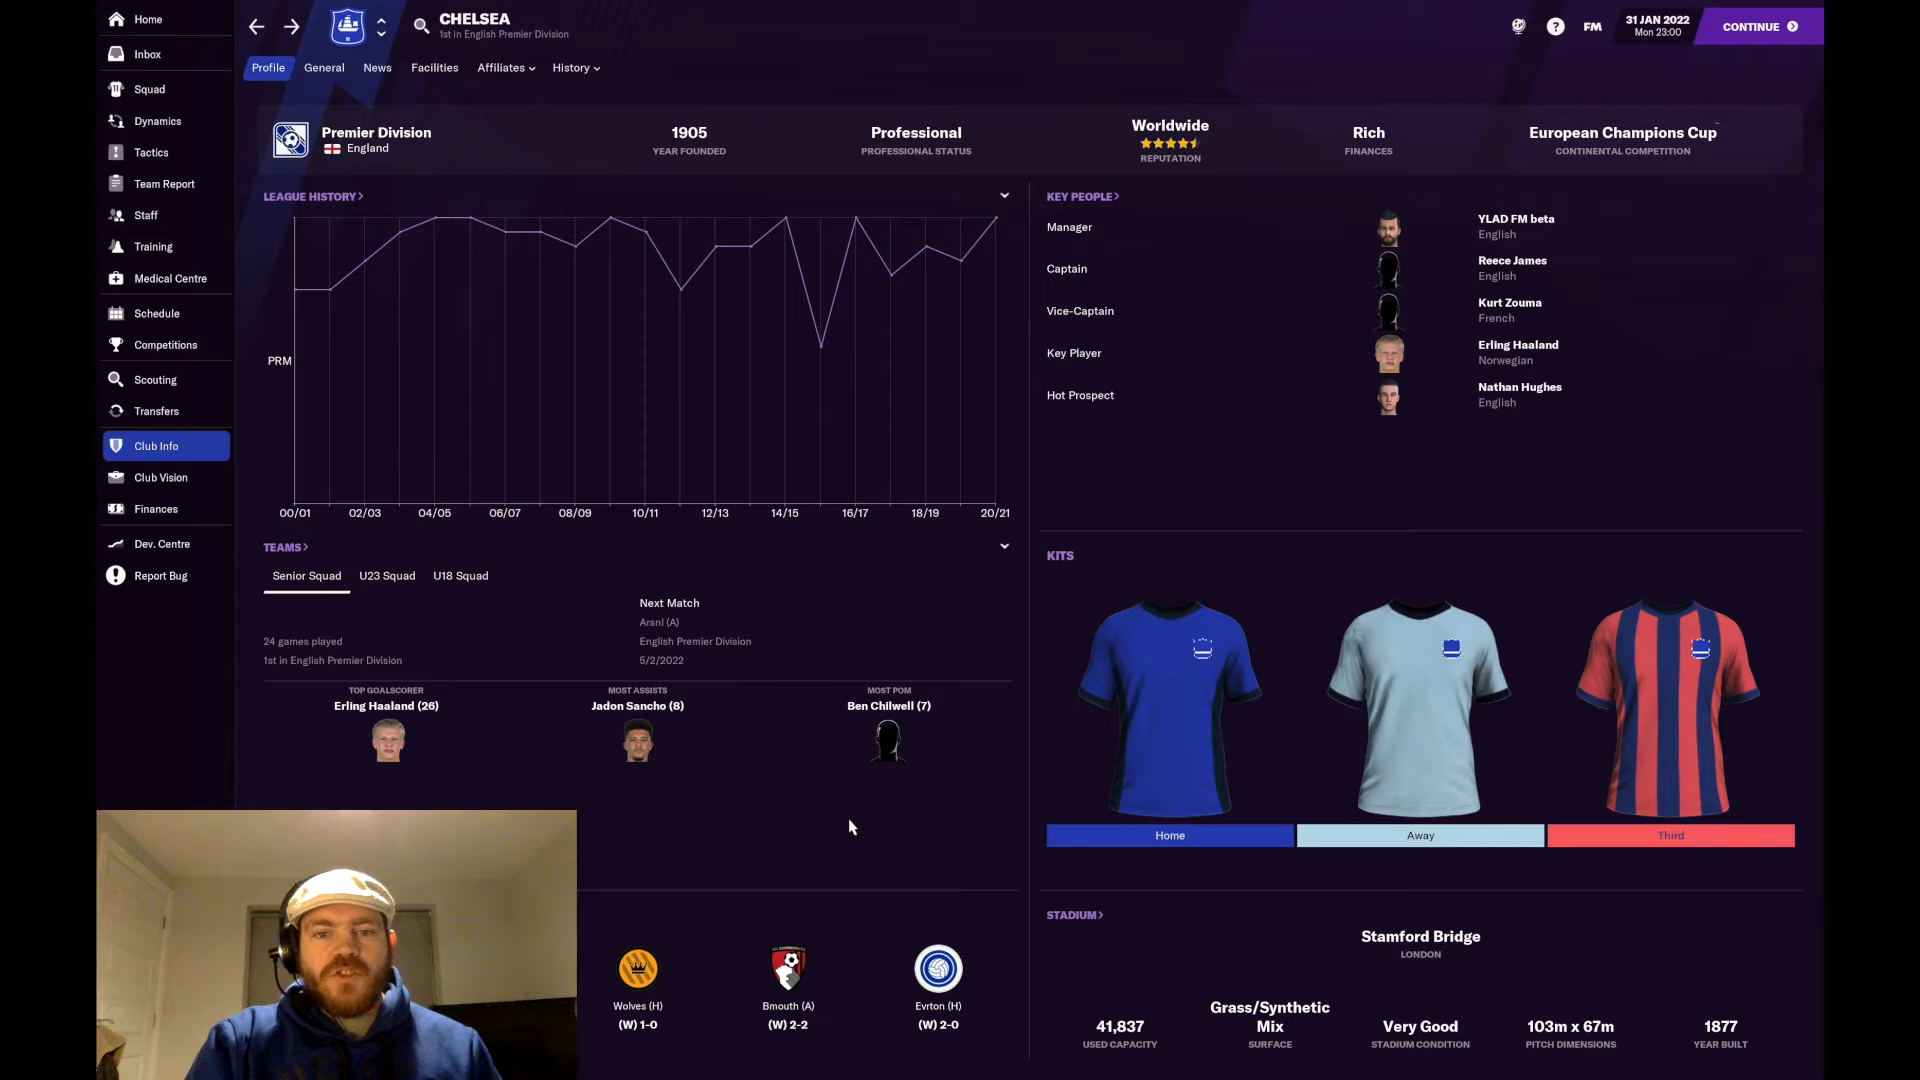 Home
Inbox
Squad
Dynamics
Tactics
Team Report
Staff
Training
Medical Centre
Schedule
Competitions
Scouting
Transfers
Club Info
Club Vision
Finances
Dev. Centre
Report Bug
CHELSEA
1st in English Premier Division
FM
31 JAN 2022
Mon 23:00
CONTINUE
Profile General News Facilities Affiliates History
Premier Division
England
1905
YEAR FOUNDED
Professional
PROFESSIONAL STATUS
Worldwide
REPUTATION
Rich
FINANCES
European Champions Cup
CONTINENTAL COMPETITION
LEAGUE HISTORY
PRM
00/01 02/03 04/05 06/07 08/09 10/11 12/13 14/15 16/17 18/19 20/21
KEY PEOPLE
Manager
YLAD FM beta
English
Captain
Reece James
English
Vice-Captain
Kurt Zouma
French
Key Player
Erling Haaland
Norwegian
Hot Prospect
Nathan Hughes
English
TEAMS
Senior Squad U23 Squad U18 Squad
24 games played
1st in English Premier Division
Next Match
Arsnl (A)
English Premier Division
5/2/2022
TOP GOALSCORER
Erling Haaland (26)
MOST ASSISTS
Jadon Sancho (8)
MOST POM
Ben Chilwell (7)
KITS
Home Away Third
Wolves (H)
(W) 1-0
Bmouth (A)
(W) 2-2
Evrton (H)
(W) 2-0
STADIUM
Stamford Bridge
LONDON
41,837
USED CAPACITY
Grass/Synthetic
Mix
SURFACE
Very Good
STADIUM CONDITION
103m x 67m
PITCH DIMENSIONS
1877
YEAR BUILT